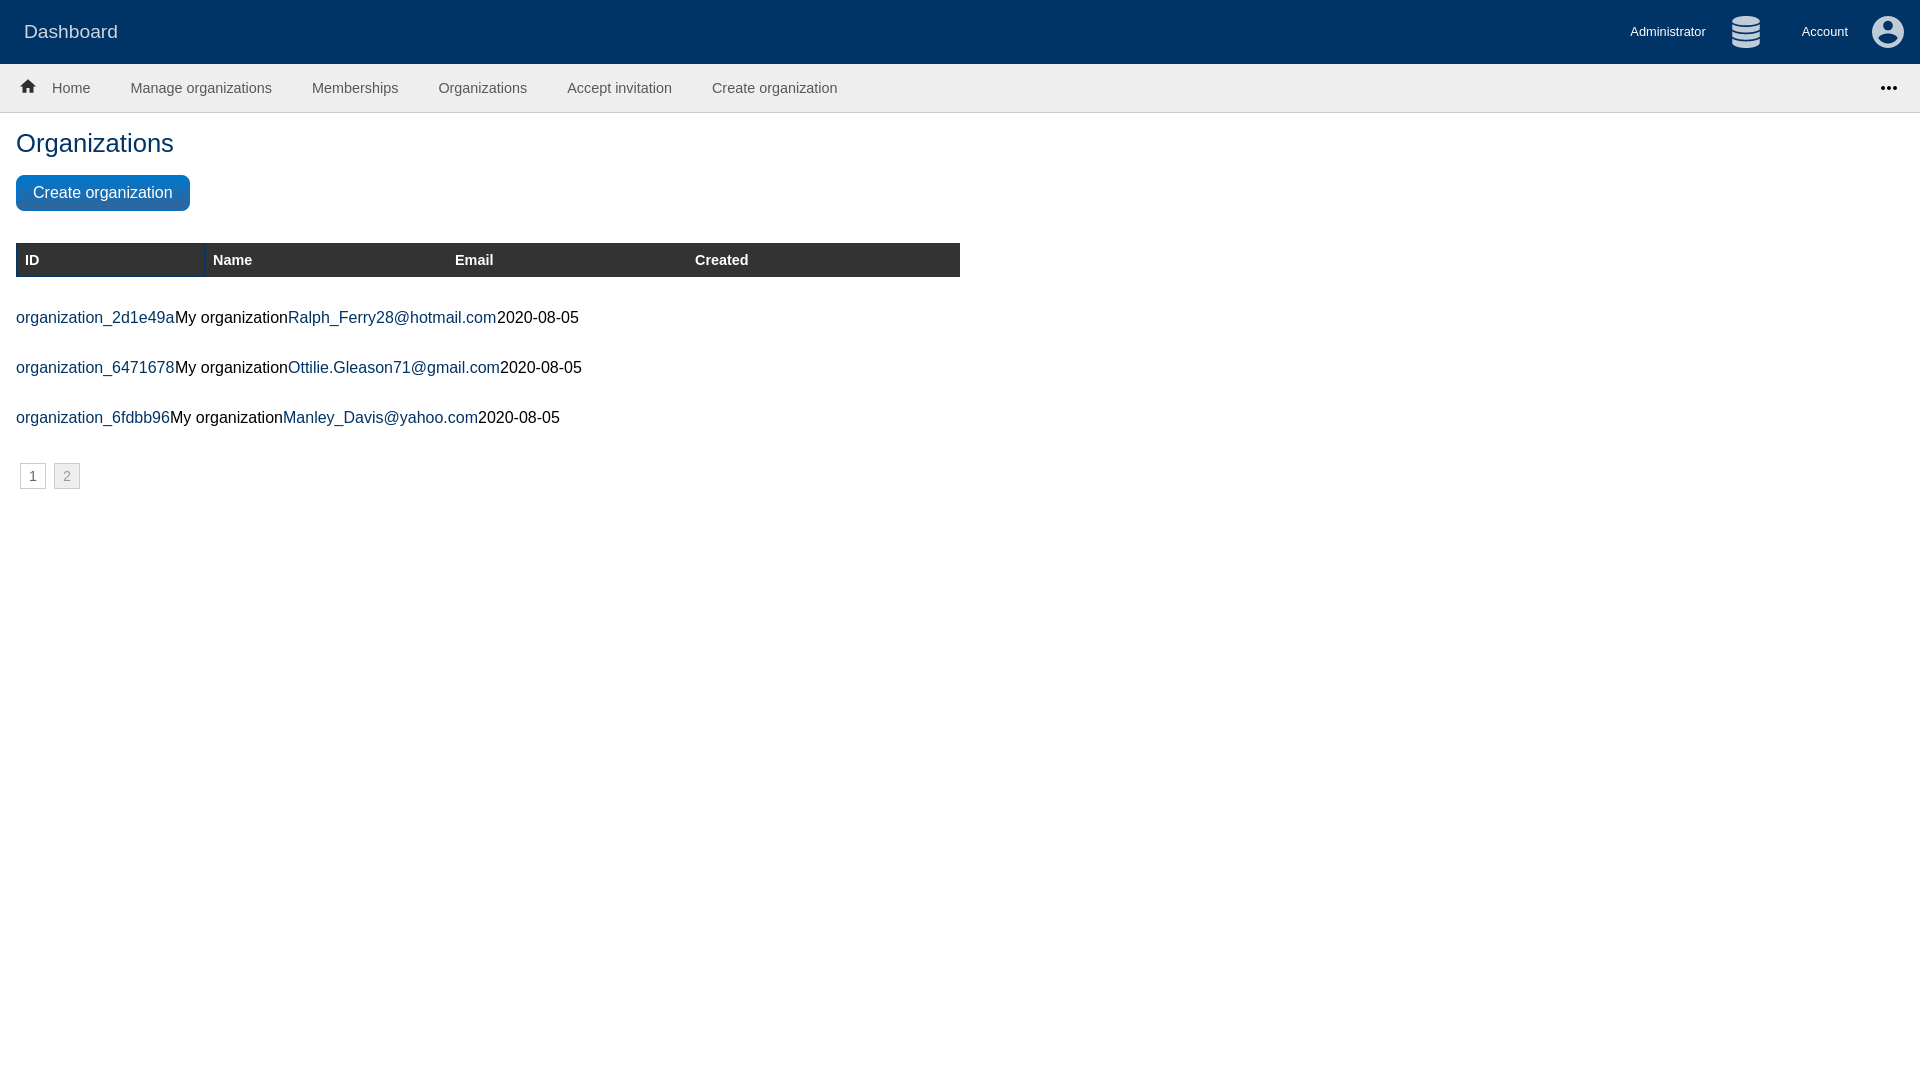 Dashboard Administrator Account
Home Manage organizations Memberships Organizations Accept invitation Create organization
Organizations
Create organization
ID Name Email Created
organization_2d1e49aMy organizationRalph_Ferry28@hotmail.com2020-08-05
organization_6471678My organizationOttilie.Gleason71@gmail.com2020-08-05
organization_6fdbb96My organizationManley_Davis@yahoo.com2020-08-05
1 2